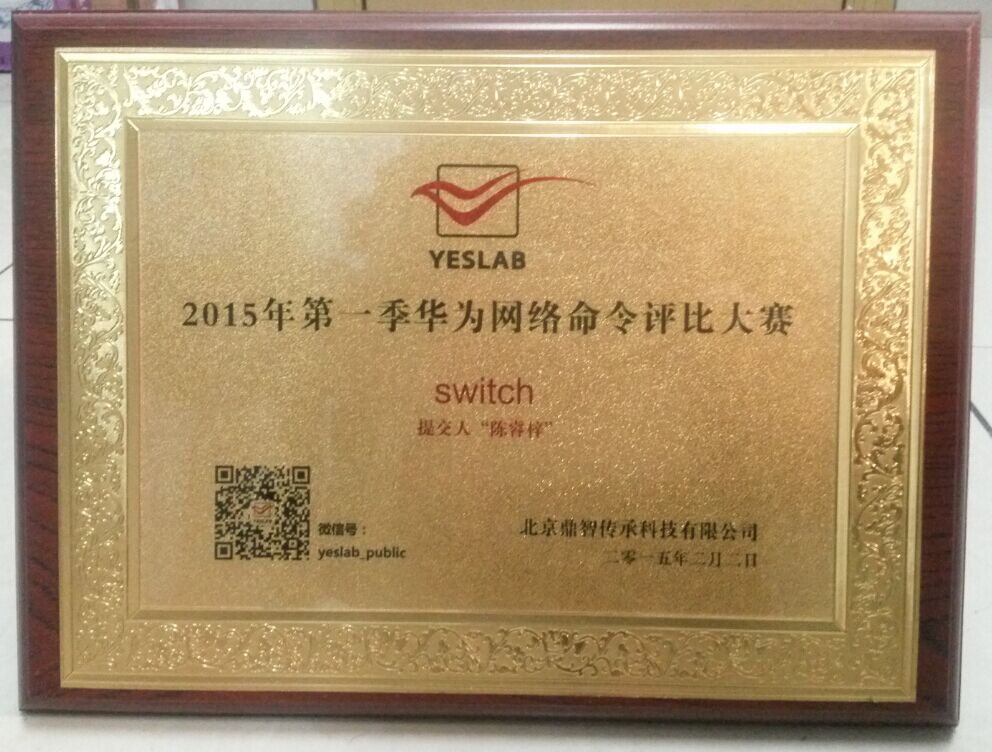 YESLAB
2015年第一季华为网络命令评比大赛
switch
提交人“陈睿梓”
微信号：
yeslab_public
北京鼎智传承科技有限公司
二零一五年二月二日